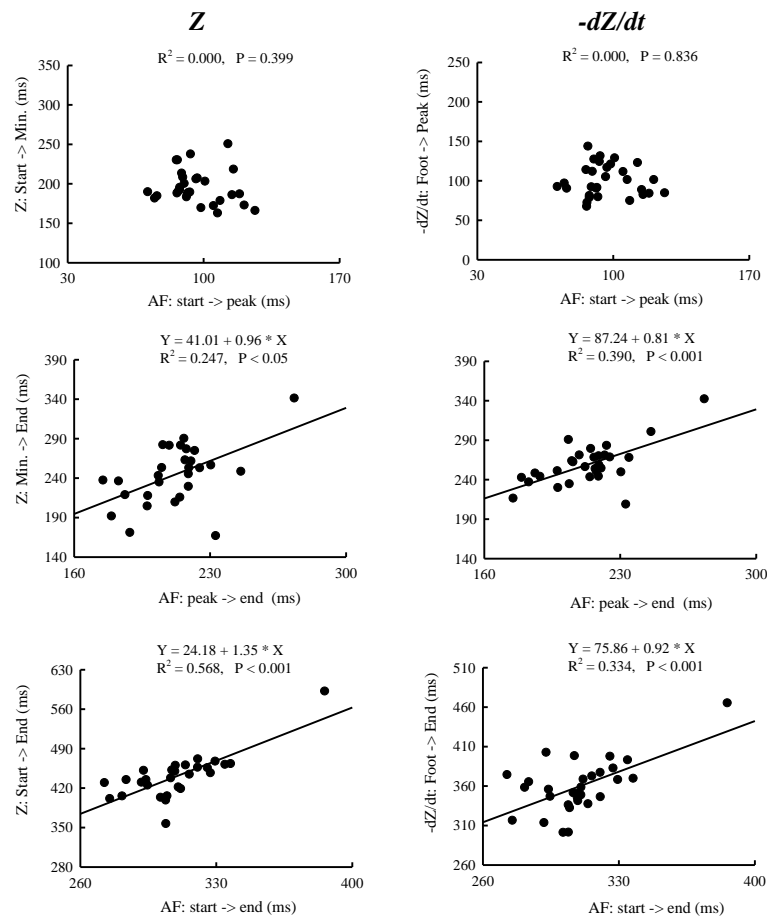 Z
-dZ/dt
R² = 0.000, P = 0.399
Z: Start -> Min. (ms)
350
300
250
200
150
100
30
100
170
AF: start -> peak (ms)
R² = 0.000, P = 0.836
-dZ/dt: Foot -> Peak (ms)
250
200
150
100
50
0
30
100
170
AF: start -> peak (ms)
Y = 41.01 + 0.96 * X
R² = 0.247, P < 0.05
Z: Min. -> End (ms)
390
340
290
240
190
140
160
230
300
AF: peak -> end (ms)
Y = 87.24 + 0.81 * X
R² = 0.390, P < 0.001
390
340
290
240
190
140
160
230
300
AF: peak -> end (ms)
Y = 24.18 + 1.35 * X
R² = 0.568, P < 0.001
Z: Start -> End (ms)
630
560
490
420
350
280
260
330
400
AF: start -> end (ms)
Y = 75.86 + 0.92 * X
R² = 0.334, P < 0.001
-dZ/dt: Foot -> End (ms)
510
460
410
360
310
260
260
330
400
AF: start -> end (ms)